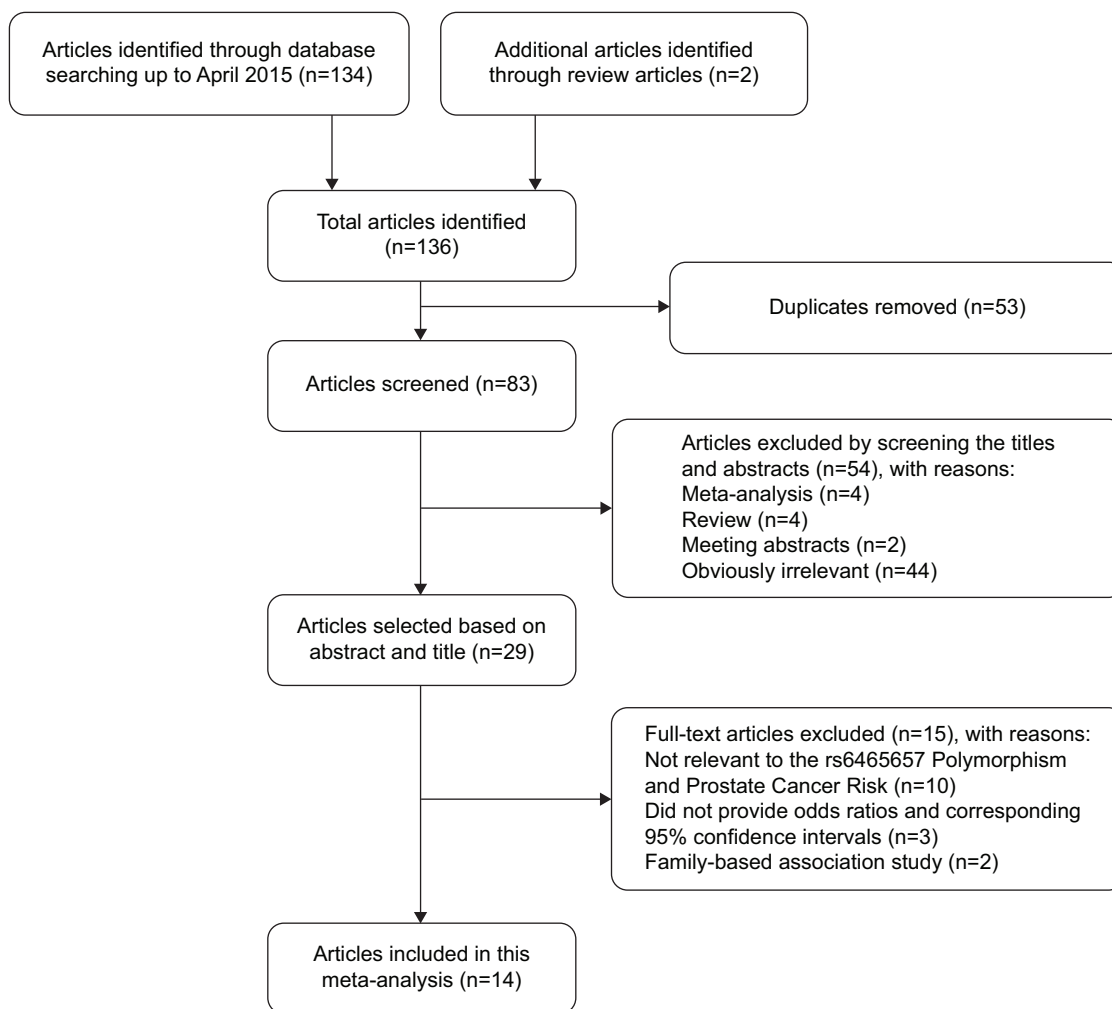 Articles identified through database
searching up to April 2015 (n=134)
Additional articles identified
through review articles (n=2)
Total articles identified
(n=136)
Duplicates removed (n=53)
Articles screened (n=83)
Articles excluded by screening the titles
and abstracts (n=54), with reasons:
Meta-analysis (n=4)
Review (n=4)
Meeting abstracts (n=2)
Obviously irrelevant (n=44)
Articles selected based on
abstract and title (n=29)
Full-text articles excluded (n=15), with reasons:
Not relevant to the rs6465657 Polymorphism
and Prostate Cancer Risk (n=10)
Did not provide odds ratios and corresponding
95% confidence intervals (n=3)
Family-based association study (n=2)
Articles included in this
meta-analysis (n=14)